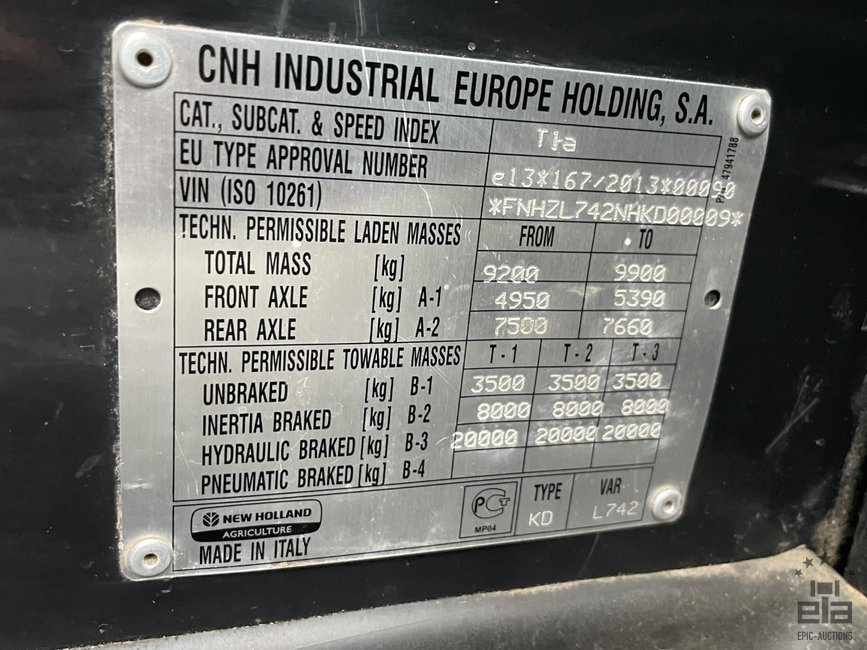 CNH INDUSTRIAL EUROPE HOLDING, S.A.
CAT., SUBCAT. & SPEED INDEX T1a
EU TYPE APPROVAL NUMBER e13*167/2013*00090
VIN (ISO 10261) *FNHZL742NHKD00009*
TECHN. PERMISSIBLE LADEN MASSES FROM TO
TOTAL MASS [kg] 9200 9900
FRONT AXLE [kg] A-1 4950 5390
REAR AXLE [kg] A-2 7500 7660
TECHN. PERMISSIBLE TOWABLE MASSES T-1 T-2 T-3
UNBRAKED [kg] B-1 3500 3500 3500
INERTIA BRAKED [kg] B-2 8000 8000 8000
HYDRAULIC BRAKED [kg] B-3 20000 20000 20000
PNEUMATIC BRAKED [kg] B-4
NEW HOLLAND
AGRICULTURE
MADE IN ITALY
РСТ
MP04
TYPE VAR
KD L742
47941788
ela
EPIC-AUCTIONS